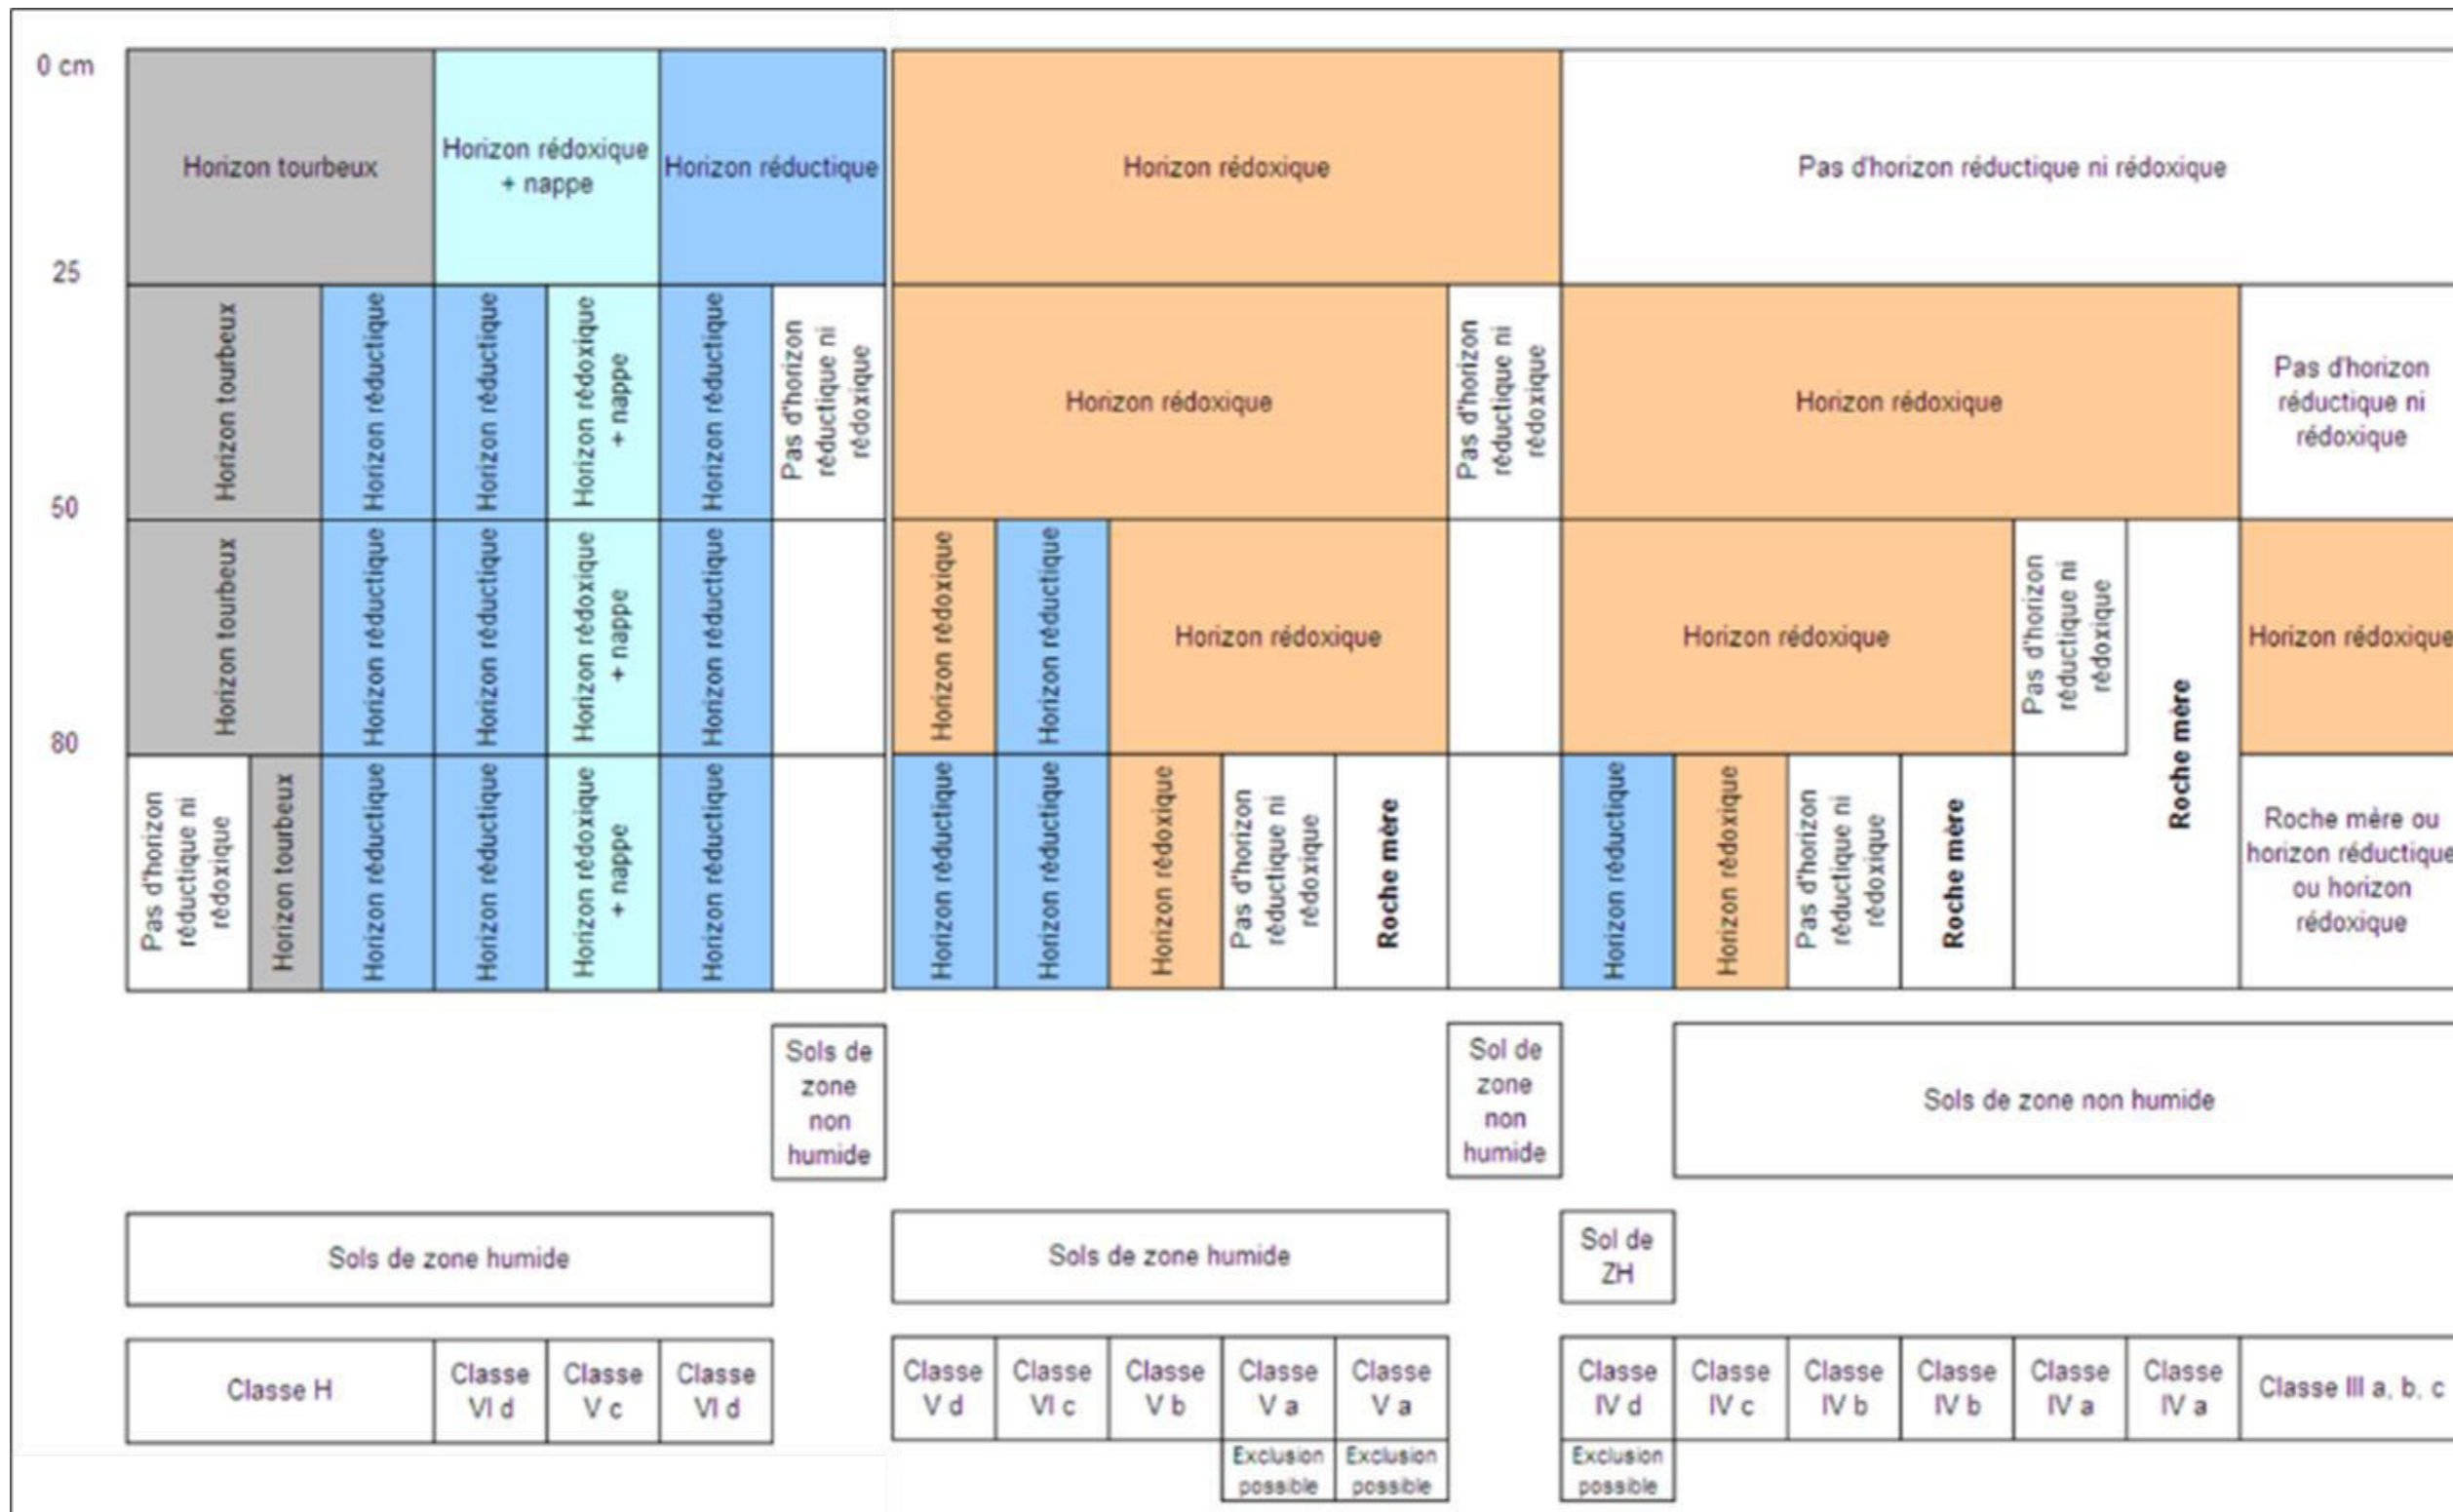 0 cm
Horizon tourbeux
Horizon rédoxique
+ nappe
Horizon réductique
Horizon rédoxique
Pas d'horizon réductique ni rédoxique
25
Horizon tourbeux
Horizon réductique
Horizon réductique
Horizon rédoxique
+ nappe
Horizon réductique
Pas d'horizon
réductique ni
rédoxique
Horizon rédoxique
Pas d'horizon
réductique ni
rédoxique
Horizon rédoxique
Pas d'horizon
réductique ni
rédoxique
50
Horizon tourbeux
Horizon réductique
Horizon réductique
Horizon rédoxique
+ nappe
Horizon réductique
Horizon rédoxique
Horizon réductique
Horizon rédoxique
Horizon rédoxique
Pas d'horizon
réductique ni
rédoxique
Roche mère
Horizon rédoxique
80
Pas d'horizon
réductique ni
rédoxique
Horizon tourbeux
Horizon réductique
Horizon réductique
Horizon rédoxique
+ nappe
Horizon réductique
Horizon réductique
Horizon réductique
Horizon rédoxique
Pas d'horizon
réductique ni
rédoxique
Roche mère
Horizon réductique
Horizon rédoxique
Pas d'horizon
réductique ni
rédoxique
Roche mère
Roche mère ou
horizon réductique
ou horizon
rédoxique
Sols de
zone
non
humide
Sol de
zone
non
humide
Sols de zone non humide
Sols de zone humide
Sols de zone humide
Sol de
ZH
Classe H
Classe
VI d
Classe
V c
Classe
VI d
Classe
V d
Classe
VI c
Classe
V b
Classe
V a
Classe
V a
Classe
IV d
Classe
IV c
Classe
IV b
Classe
IV b
Classe
IV a
Classe
IV a
Classe III a, b, c
Exclusion
possible
Exclusion
possible
Exclusion
possible